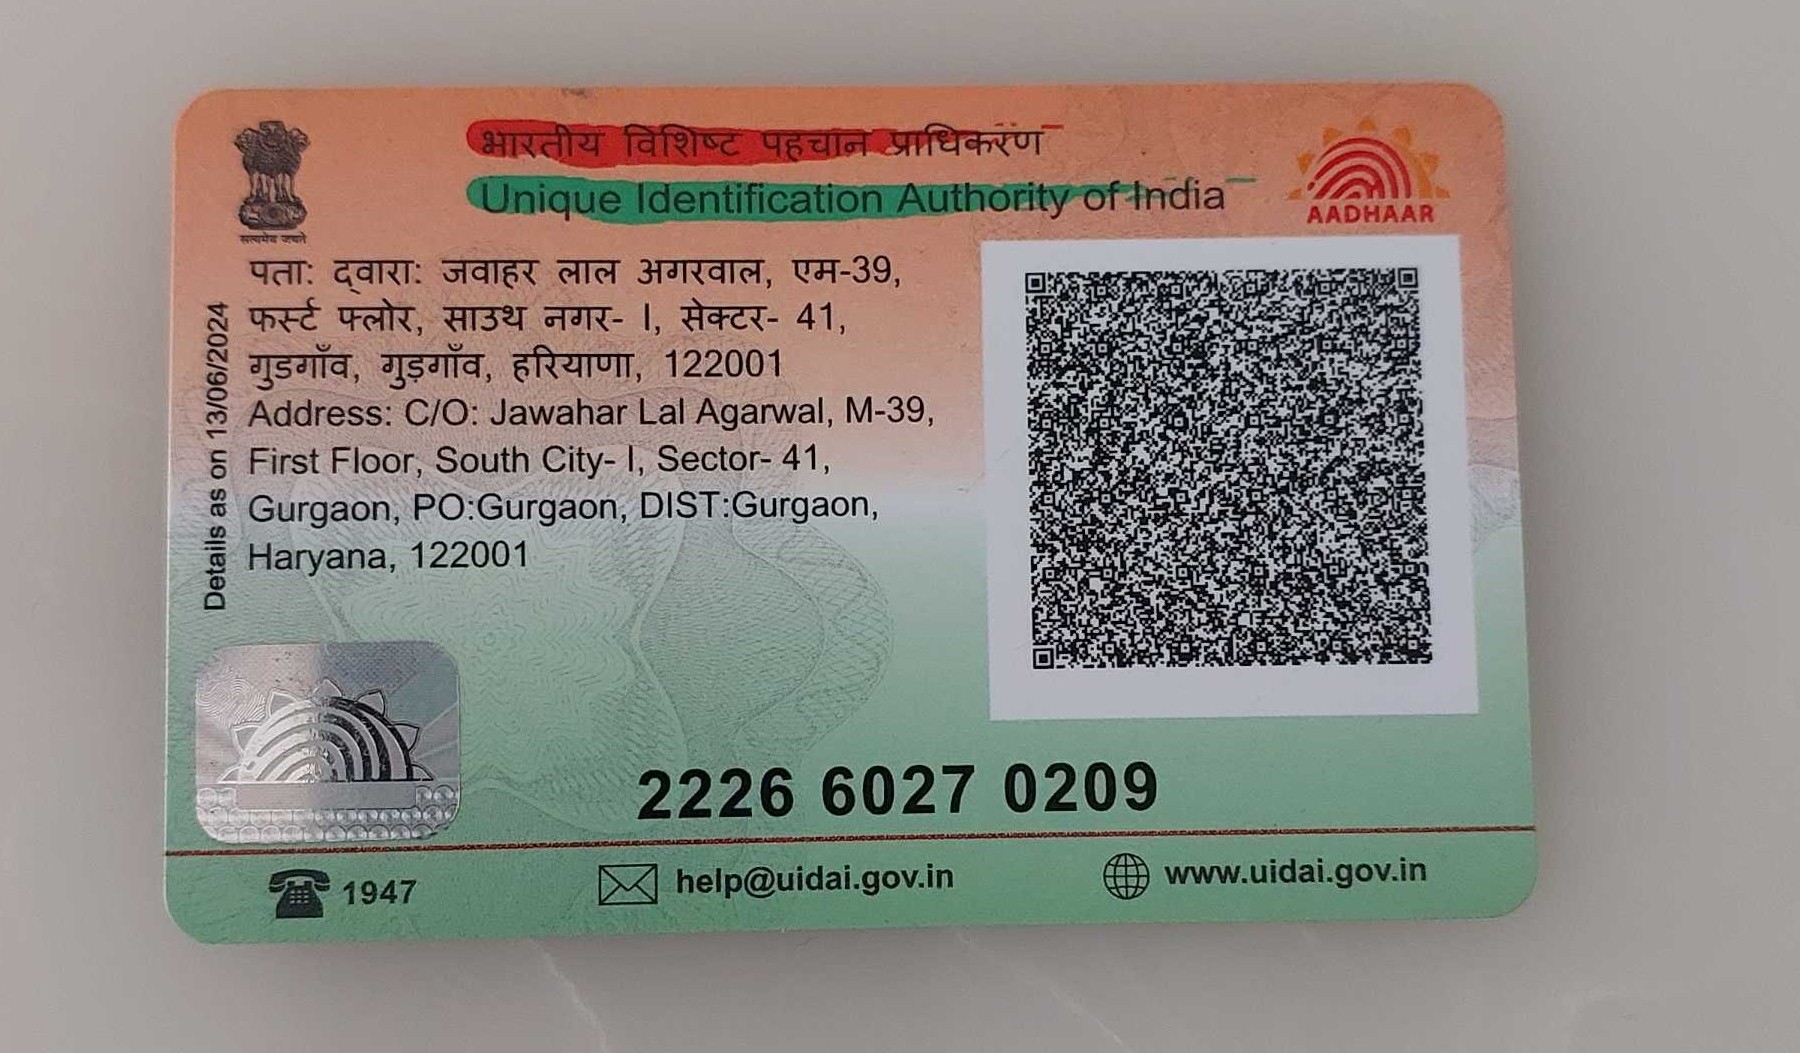 भारतीय विशिष्ट पहचान प्राधिकरण
Unique Identification Authority of India
सत्यमेव जयते
AADHAAR
पता: द्वारा: जवाहर लाल अगरवाल, एम-39,
फर्स्ट फ्लोर, साउथ नगर- I, सेक्टर- 41,
गुडगाँव, गुड़गाँव, हरियाणा, 122001
Address: C/O: Jawahar Lal Agarwal, M-39,
First Floor, South City- I, Sector- 41,
Gurgaon, PO:Gurgaon, DIST:Gurgaon,
Haryana, 122001
Details as on 13/06/2024
2226 6027 0209
1947
help@uidai.gov.in
www.uidai.gov.in